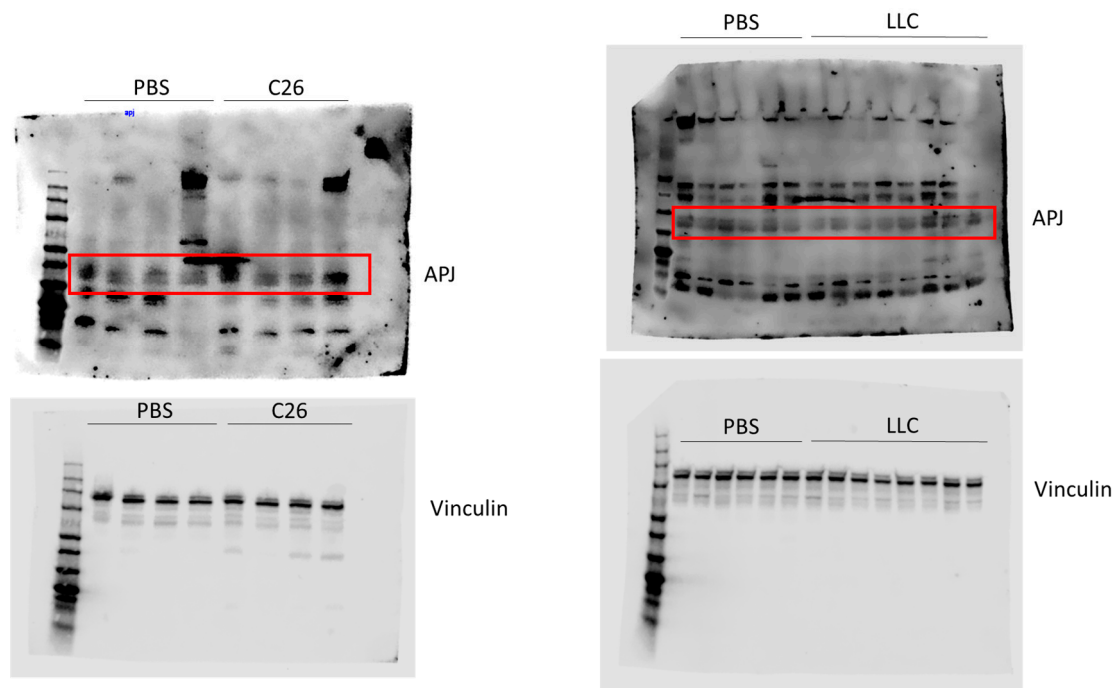 PBS C26
apj
APJ
PBS C26
Vinculin
PBS LLC
APJ
PBS LLC
Vinculin